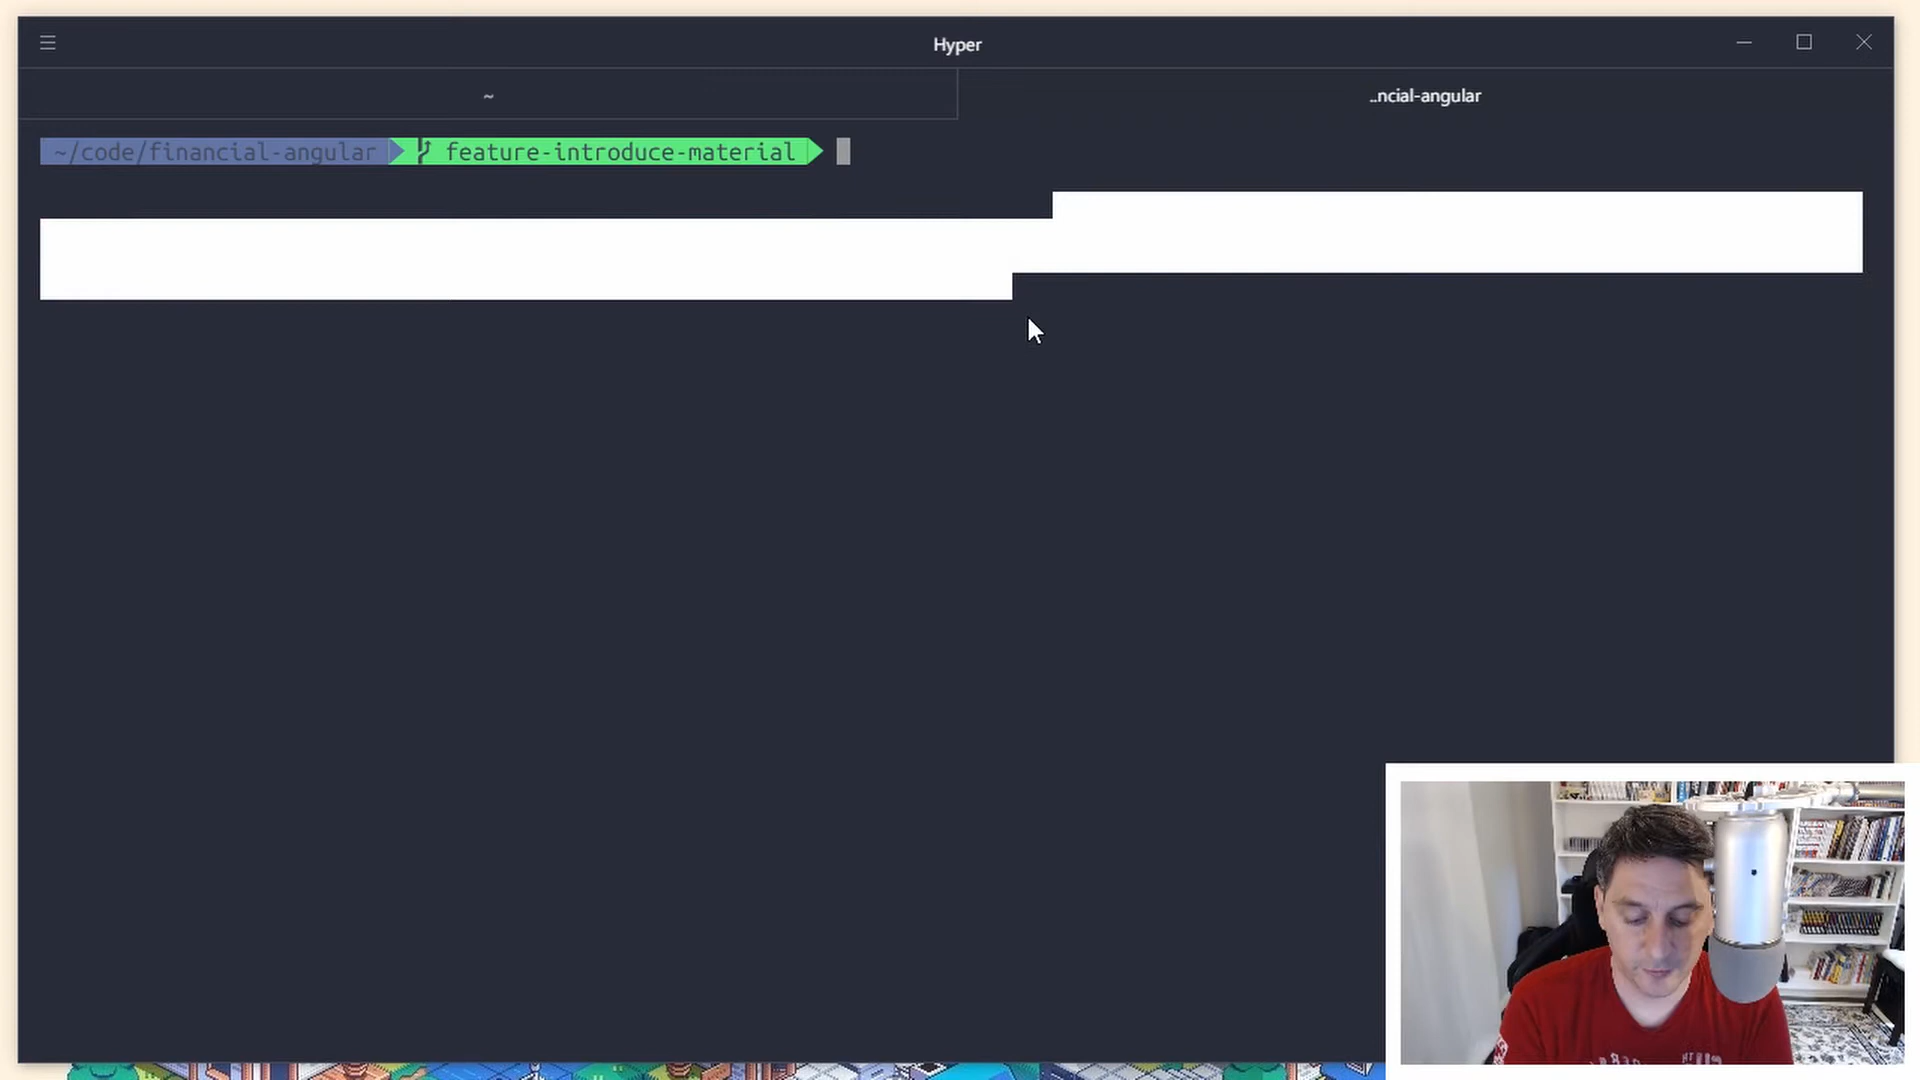 Hyper
~
..ncial-angular
~/code/financial-angular feature-introduce-material